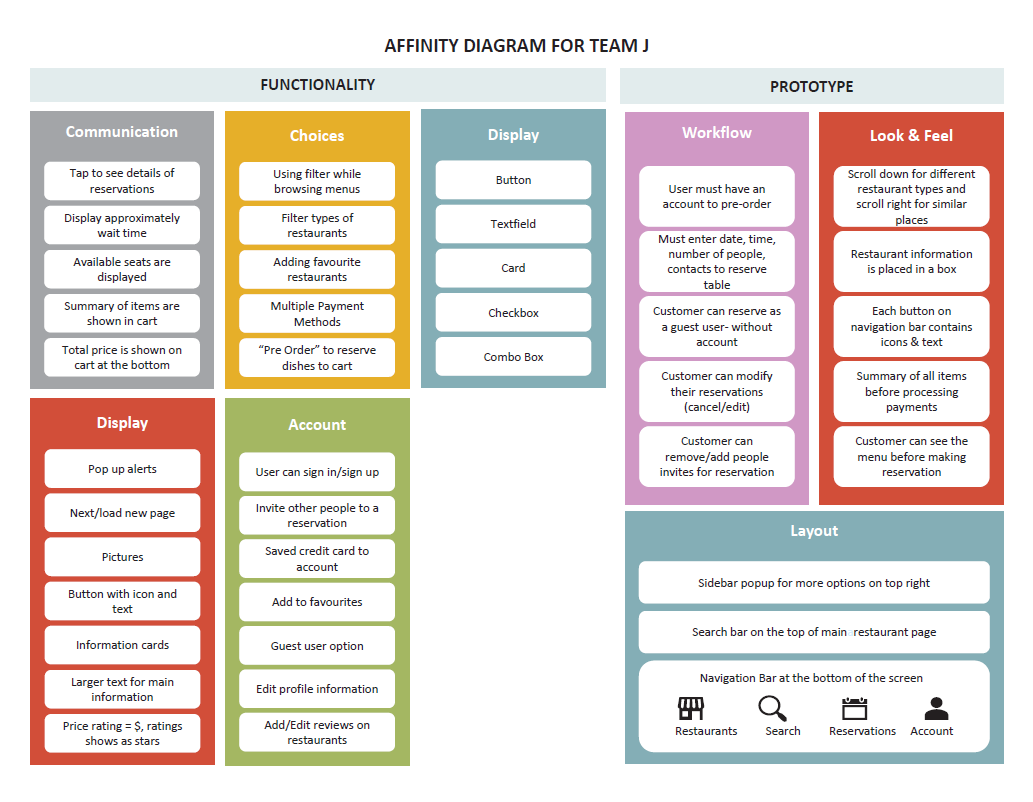 AFFINITY DIAGRAM FOR TEAM J
FUNCTIONALITY
Communication
Tap to see details of
reservations
Display approximately
wait time
Available seats are
displayed
Summary of items are
shown in cart
Total price is shown on
cart at the bottom
Choices
Using filter while
browsing menus
Filter types of
restaurants
Adding favourite
restaurants
Multiple Payment
Methods
“Pre Order” to reserve
dishes to cart
Display
Button
Textfield
Card
Checkbox
Combo Box
Display
Pop up alerts
Next/load new page
Pictures
Button with icon and
text
Information cards
Larger text for main
information
Price rating = $, ratings
shows as stars
Account
User can sign in/sign up
Invite other people to a
reservation
Saved credit card to
account
Add to favourites
Guest user option
Edit profile information
Add/Edit reviews on
restaurants
PROTOTYPE
Workflow
User must have an
account to pre-order
Must enter date, time,
number of people,
contacts to reserve
table
Customer can reserve as
a guest user- without
account
Customer can modify
their reservations
(cancel/edit)
Customer can
remove/add people
invites for reservation
Look & Feel
Scroll down for different
restaurant types and
scroll right for similar
places
Restaurant information
is placed in a box
Each button on
navigation bar contains
icons & text
Summary of all items
before processing
payments
Customer can see the
menu before making
reservation
Layout
Sidebar popup for more options on top right
Search bar on the top of main restaurant page
Navigation Bar at the bottom of the screen
Restaurants Search Reservations Account